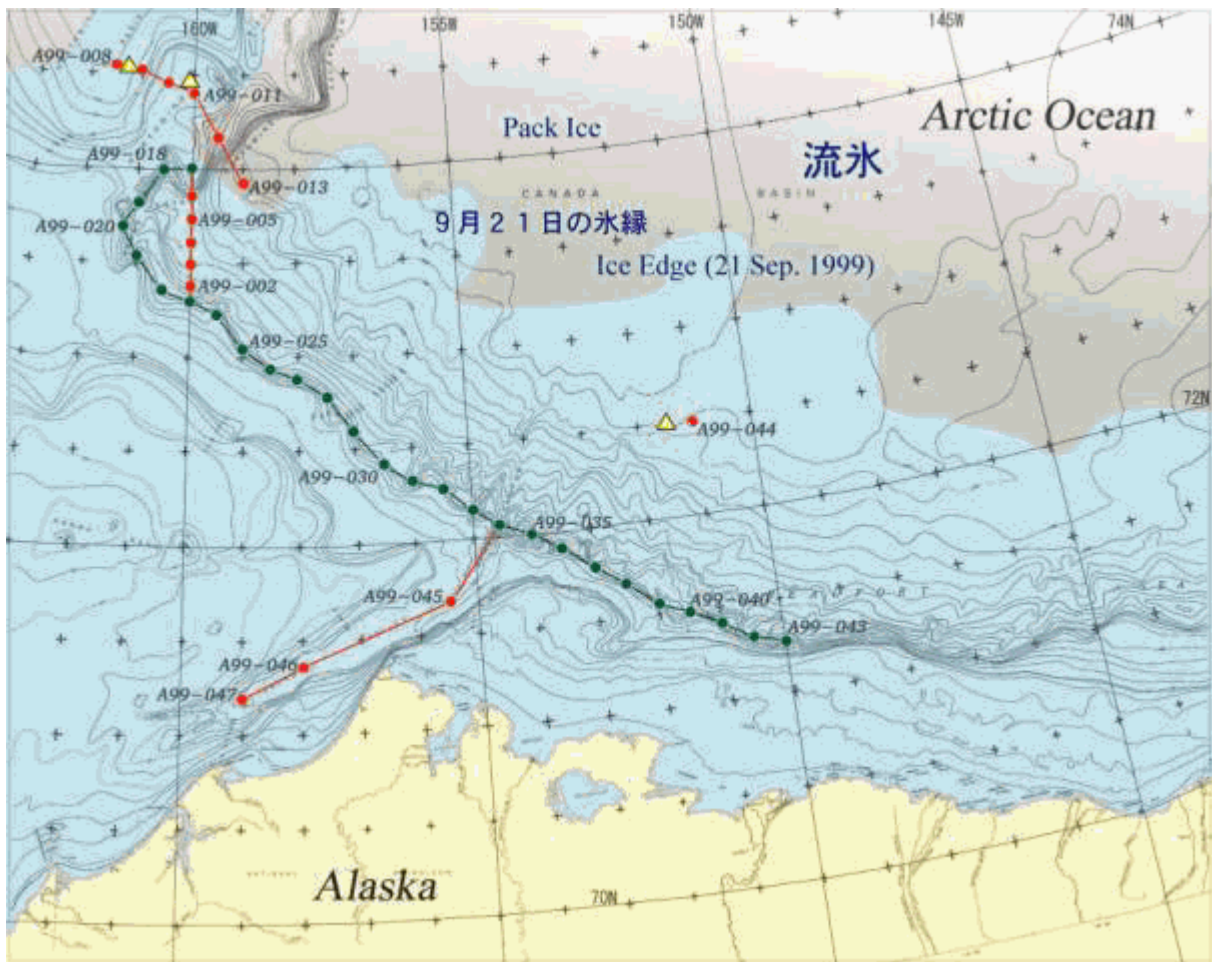 160W
155W
150W
145W
74N
A99-008
A99-011
Arctic Ocean
Pack Ice
流氷
A99-018
A99-013
CANADA
BASIN
A99-005
A99-020
9月21日の氷縁
Ice Edge (21 Sep. 1999)
A99-002
A99-025
72N
A99-044
A99-030
A99-035
A99-045
A99-040
A99-043
A99-046
A99-047
Alaska
70N